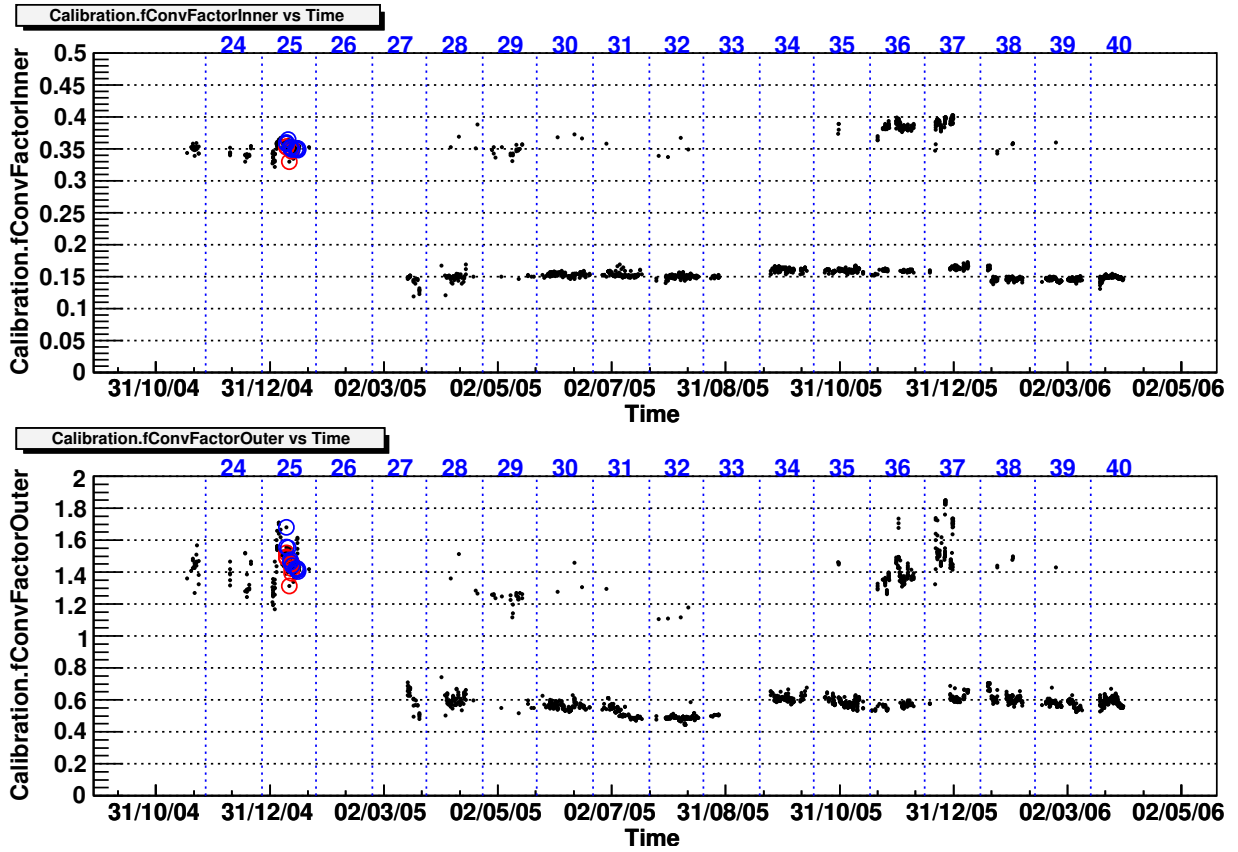 Calibration.fConvFactorInner vs Time
24 25 26 27 28 29 30 31 32 33 34 35 36 37 38 39 40
Calibration.fConvFactorInner
0.5
0.45
0.4
0.35
0.3
0.25
0.2
0.15
0.1
0.05
0
31/10/04 31/12/04 02/03/05 02/05/05 02/07/05 31/08/05 31/10/05 31/12/05 02/03/06 02/05/06
Time
Calibration.fConvFactorOuter vs Time
24 25 26 27 28 29 30 31 32 33 34 35 36 37 38 39 40
Calibration.fConvFactorOuter
2
1.8
1.6
1.4
1.2
1
0.8
0.6
0.4
0.2
0
31/10/04 31/12/04 02/03/05 02/05/05 02/07/05 31/08/05 31/10/05 31/12/05 02/03/06 02/05/06
Time